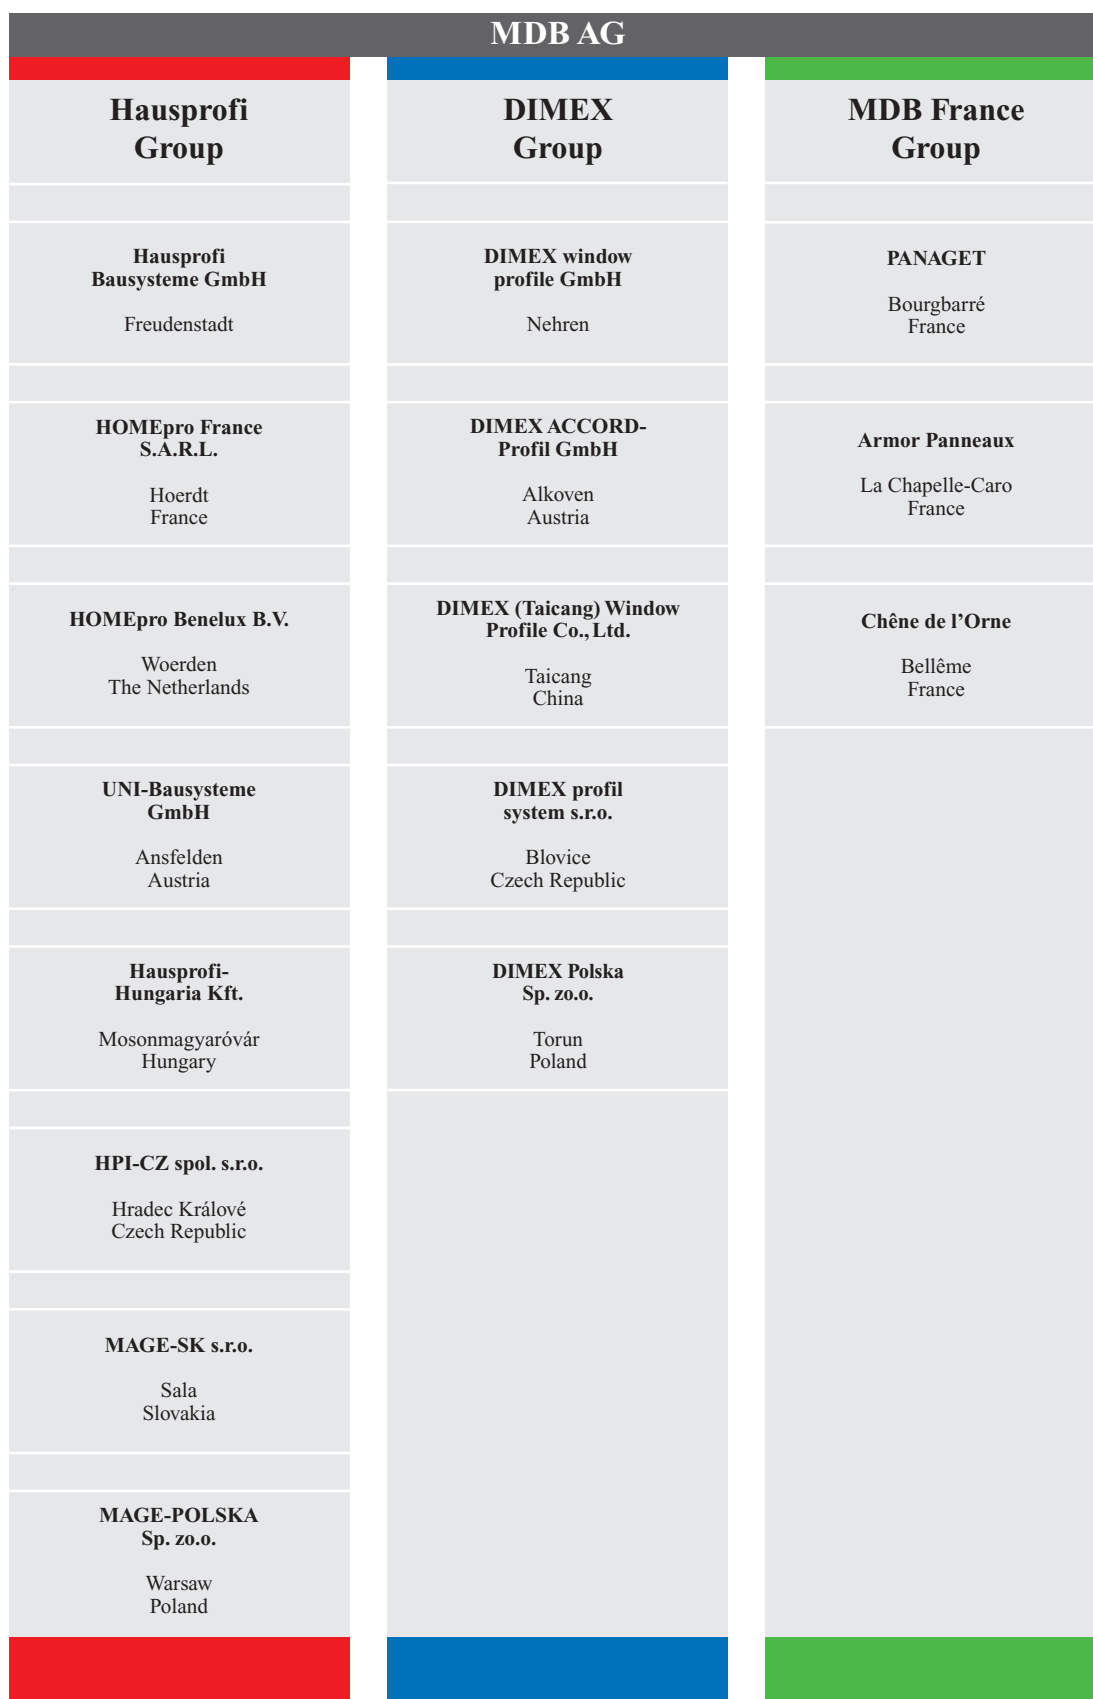 MDB AG
Hausprofi
Group
Hausprofi
Bausysteme GmbH
Freudenstadt
HOMEpro France
S.A.R.L.
Hoerdt
France
HOMEpro Benelux B.V.
Woerden
The Netherlands
UNI-Bausysteme
GmbH
Ansfelden
Austria
Hausprofi-
Hungaria Kft.
Mosonmagyaróvár
Hungary
HPI-CZ spol. s.r.o.
Hradec Králové
Czech Republic
MAGE-SK s.r.o.
Sala
Slovakia
MAGE-POLSKA
Sp. zo.o.
Warsaw
Poland
DIMEX
Group
DIMEX window
profile GmbH
Nehren
DIMEX ACCORD-
Profil GmbH
Alkoven
Austria
DIMEX (Taicang) Window
Profile Co., Ltd.
Taicang
China
DIMEX profil
system s.r.o.
Blovice
Czech Republic
DIMEX Polska
Sp. zo.o.
Torun
Poland
MDB France
Group
PANAGET
Bourgbarré
France
Armor Panneaux
La Chapelle-Caro
France
Chêne de l’Orne
Bellême
France